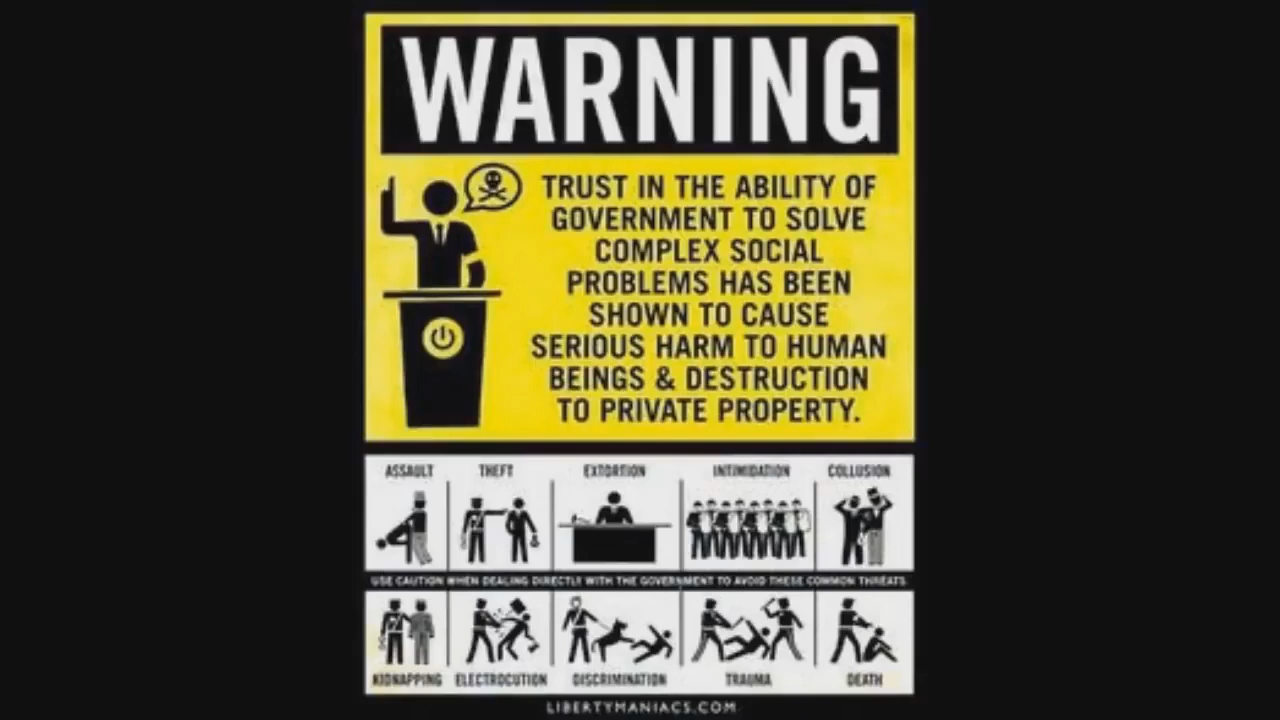 WARNING
TRUST IN THE ABILITY OF
GOVERNMENT TO SOLVE
COMPLEX SOCIAL
PROBLEMS HAS BEEN
SHOWN TO CAUSE
SERIOUS HARM TO HUMAN
BEINGS & DESTRUCTION
TO PRIVATE PROPERTY.
ASSAULT THEFT EXTORTION INTIMIDATION COLLUSION
USE CAUTION WHEN DEALING DIRECTLY WITH THE GOVERNMENT TO AVOID THESE COMMON THREATS
KIDNAPPING ELECTROCUTION DISCRIMINATION TRAUMA DEATH
LIBERTYMANIACS.COM